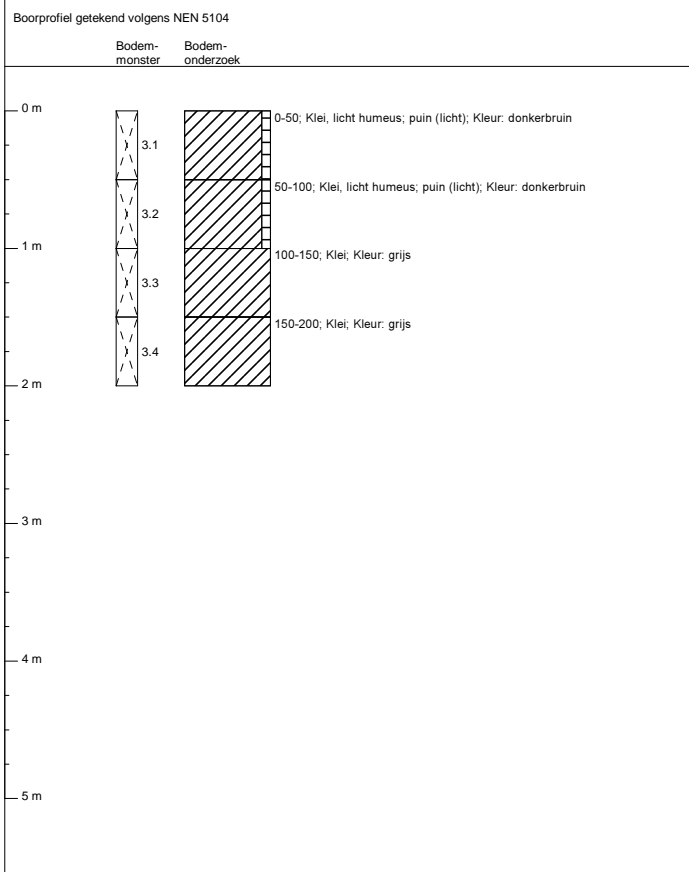 Boorprofiel getekend volgens NEN 5104
Bodem-
monster
Bodem-
onderzoek
0 m
3.1
0-50; Klei, licht humeus; puin (licht); Kleur: donkerbruin
3.2
50-100; Klei, licht humeus; puin (licht); Kleur: donkerbruin
1 m
3.3
100-150; Klei; Kleur: grijs
3.4
150-200; Klei; Kleur: grijs
2 m
3 m
4 m
5 m